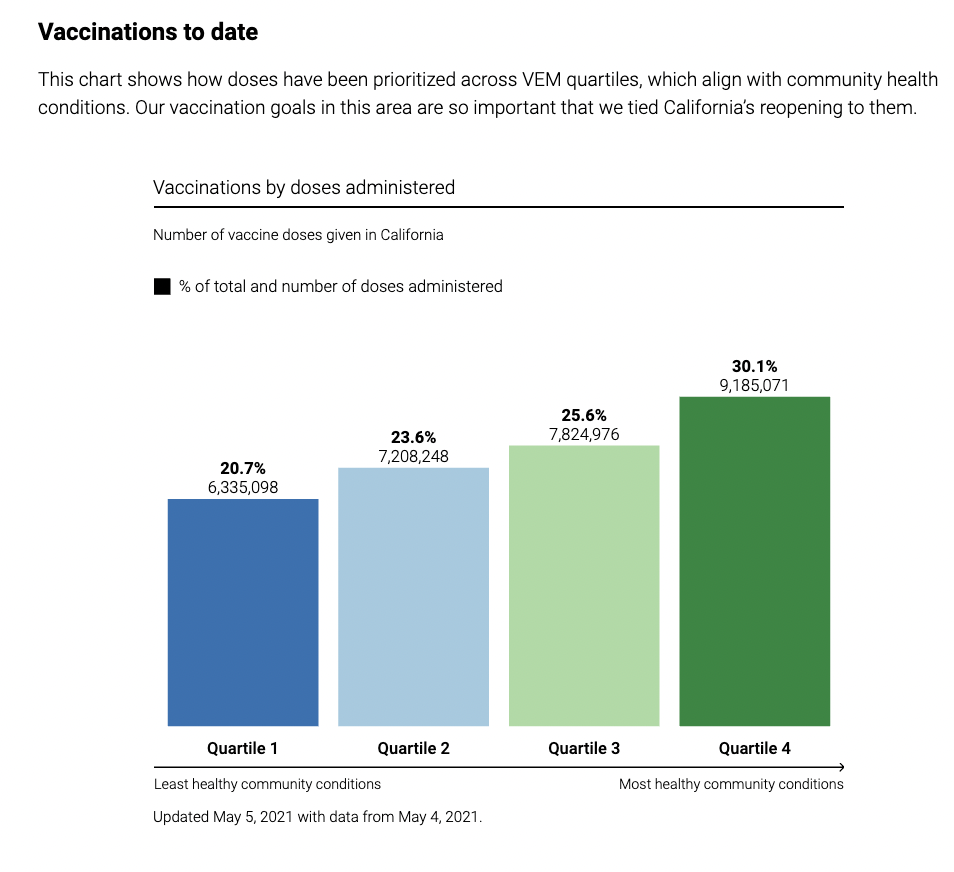 Vaccinations to date
This chart shows how doses have been prioritized across VEM quartiles, which align with community health
conditions. Our vaccination goals in this area are so important that we tied California’s reopening to them.
Vaccinations by doses administered
Number of vaccine doses given in California
% of total and number of doses administered
20.7%
6,335,098
23.6%
7,208,248
25.6%
7,824,976
30.1%
9,185,071
Quartile 1
Quartile 2
Quartile 3
Quartile 4
Least healthy community conditions
Most healthy community conditions
Updated May 5, 2021 with data from May 4, 2021.